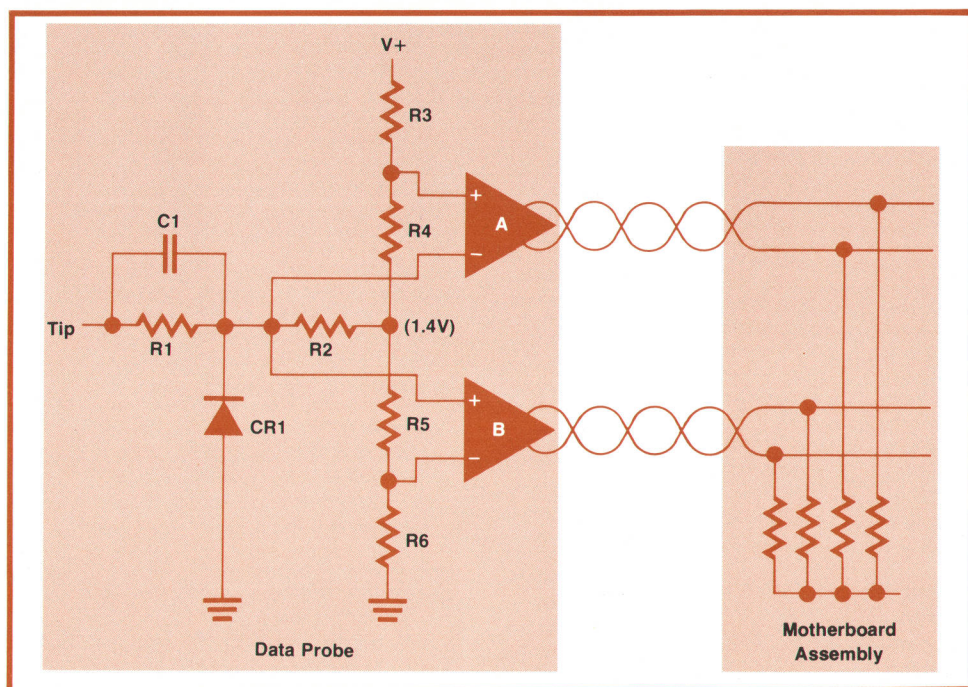 V+
R3
C1
+
R4
A
−
Tip
R1
R2
(1.4V)
+
CR1
R5
B
−
R6
Data Probe
Motherboard
Assembly